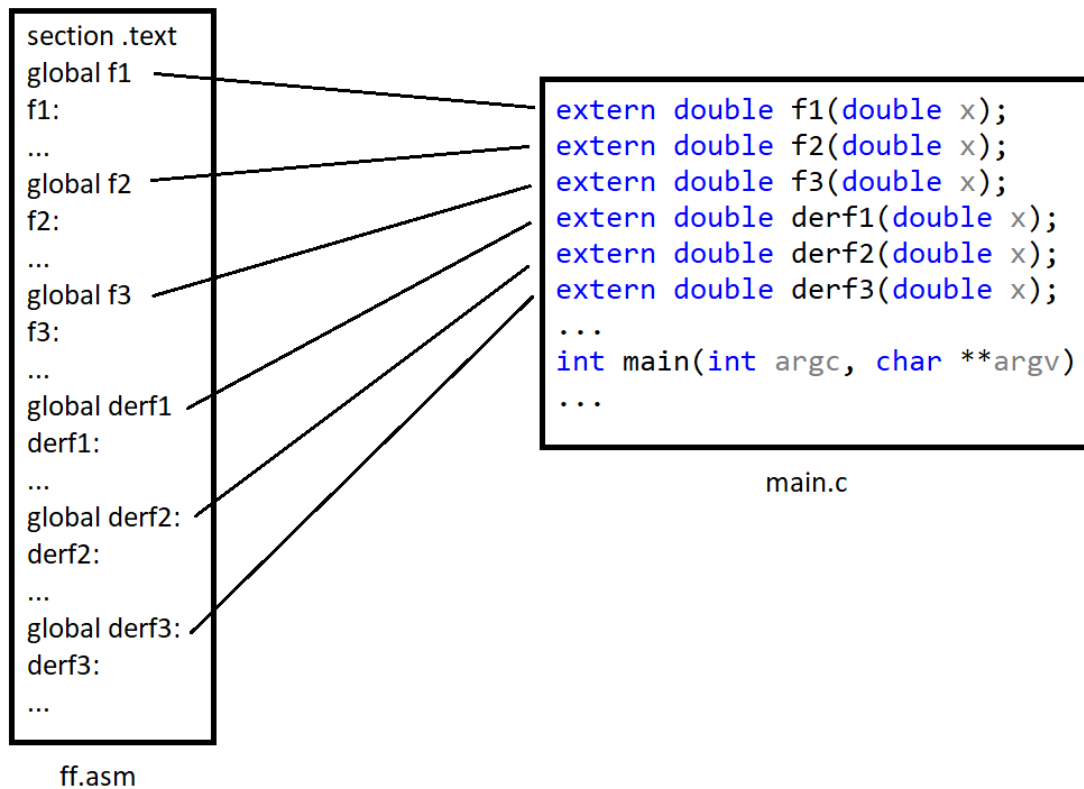 section .text
global f1
f1:
...
global f2
f2:
...
global f3
f3:
...
global derf1
derf1:
...
global derf2:
derf2:
...
global derf3:
derf3:
...
ff.asm
extern double f1(double x);
extern double f2(double x);
extern double f3(double x);
extern double derf1(double x);
extern double derf2(double x);
extern double derf3(double x);
...
int main(int argc, char **argv)
...
main.c